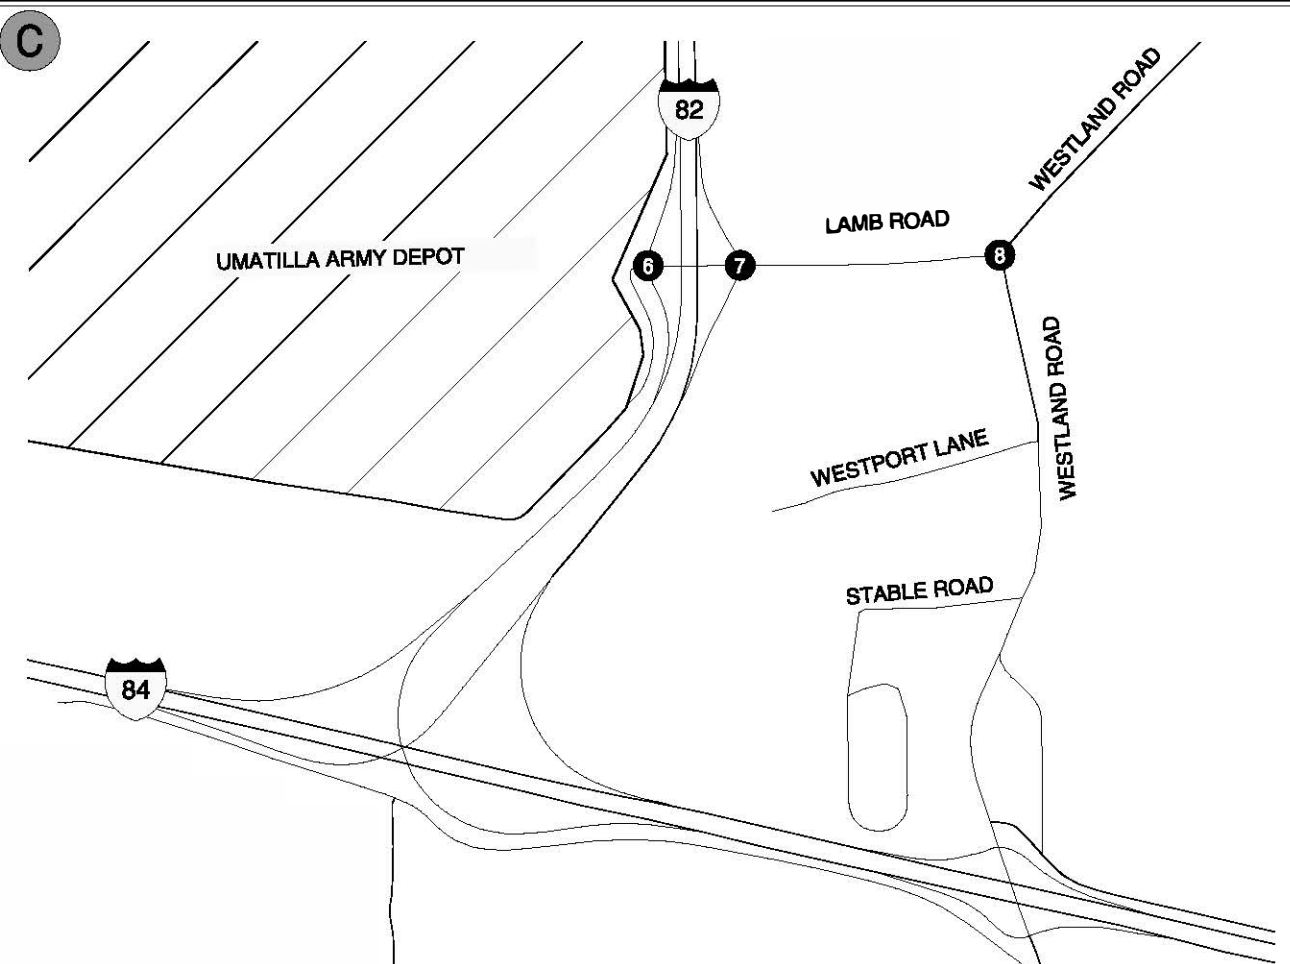 C
82
WESTLAND ROAD
LAMB ROAD
UMATILLA ARMY DEPOT
6
7
8
WESTLAND ROAD
WESTPORT LANE
STABLE ROAD
84